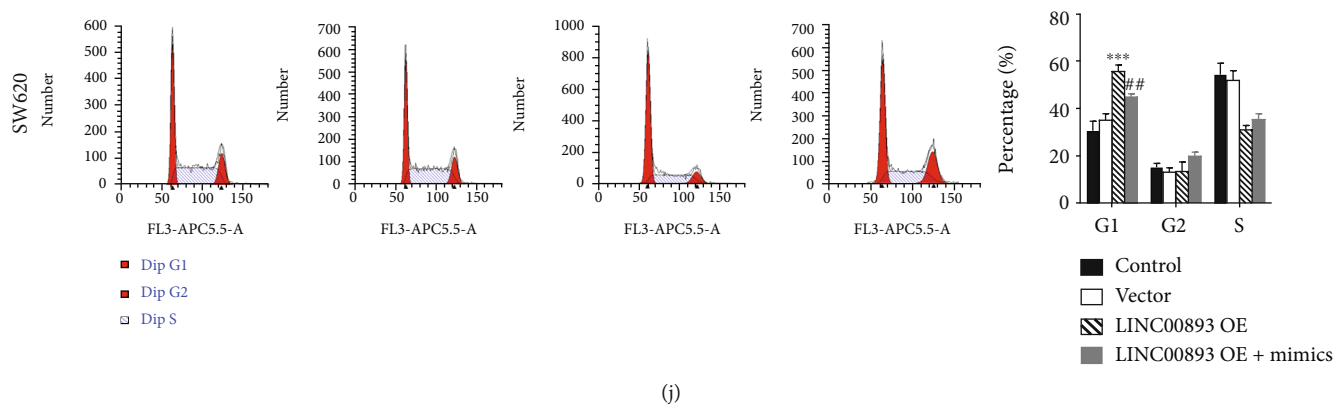 SW620
Number
600
500
400
300
200
100
0
0 50 100 150
FL3-APC5.5-A
Number
700
600
500
400
300
200
100
0
0 50 100 150
FL3-APC5.5-A
Number
1000
800
600
400
200
0
0 50 100 150
FL3-APC5.5-A
Number
700
600
500
400
300
200
100
0
0 50 100 150
FL3-APC5.5-A
Dip G1
Dip G2
Dip S
Percentage (%)
80
60
40
20
0
***
##
G1 G2 S
Control
Vector
LINC00893 OE
LINC00893 OE + mimics
(j)